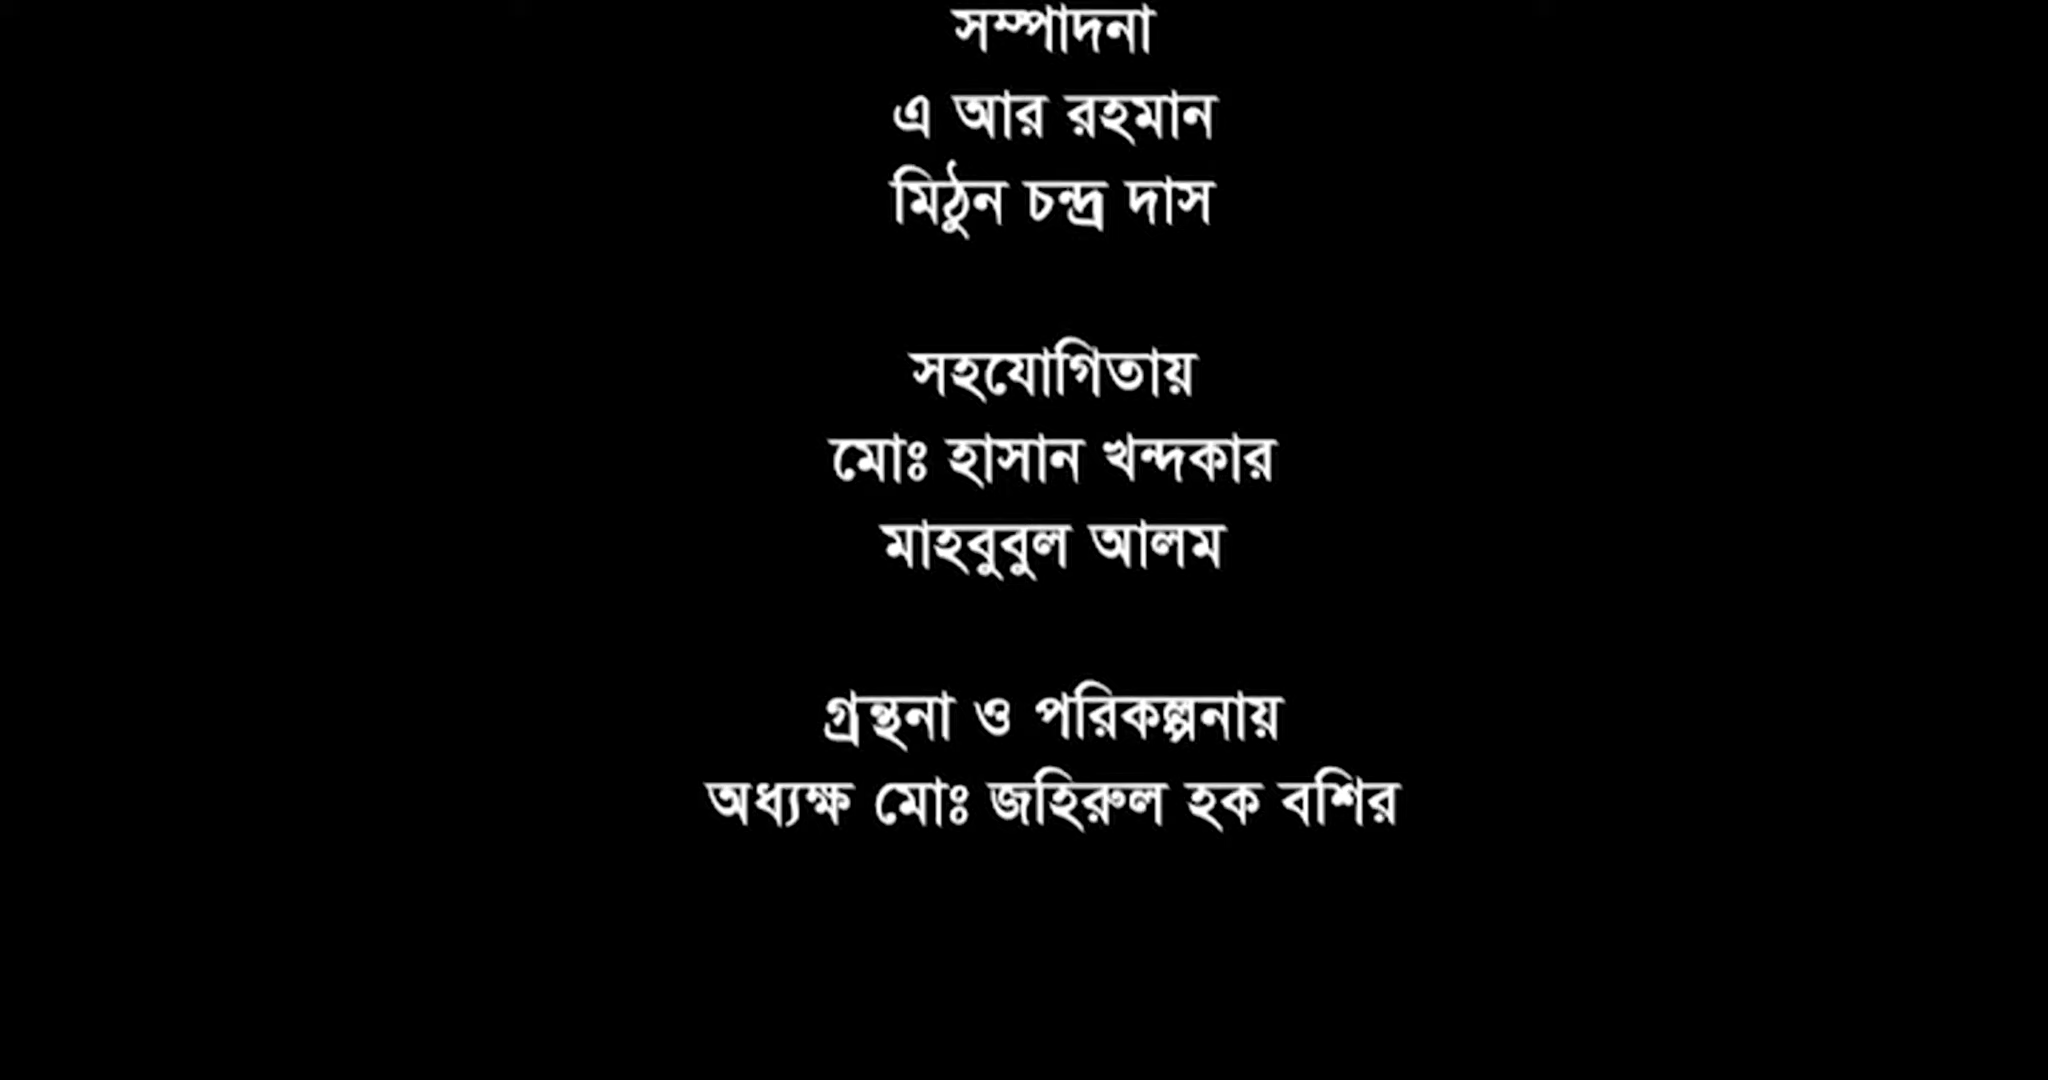 সম্পাদনা
এ আর রহমান
মিঠুন চন্দ্র দাস
সহযোগিতায়
মোঃ হাসান খন্দকার
মাহবুবুল আলম
গ্রন্থনা ও পরিকল্পনায়
অধ্যক্ষ মোঃ জহিরুল হক বশির